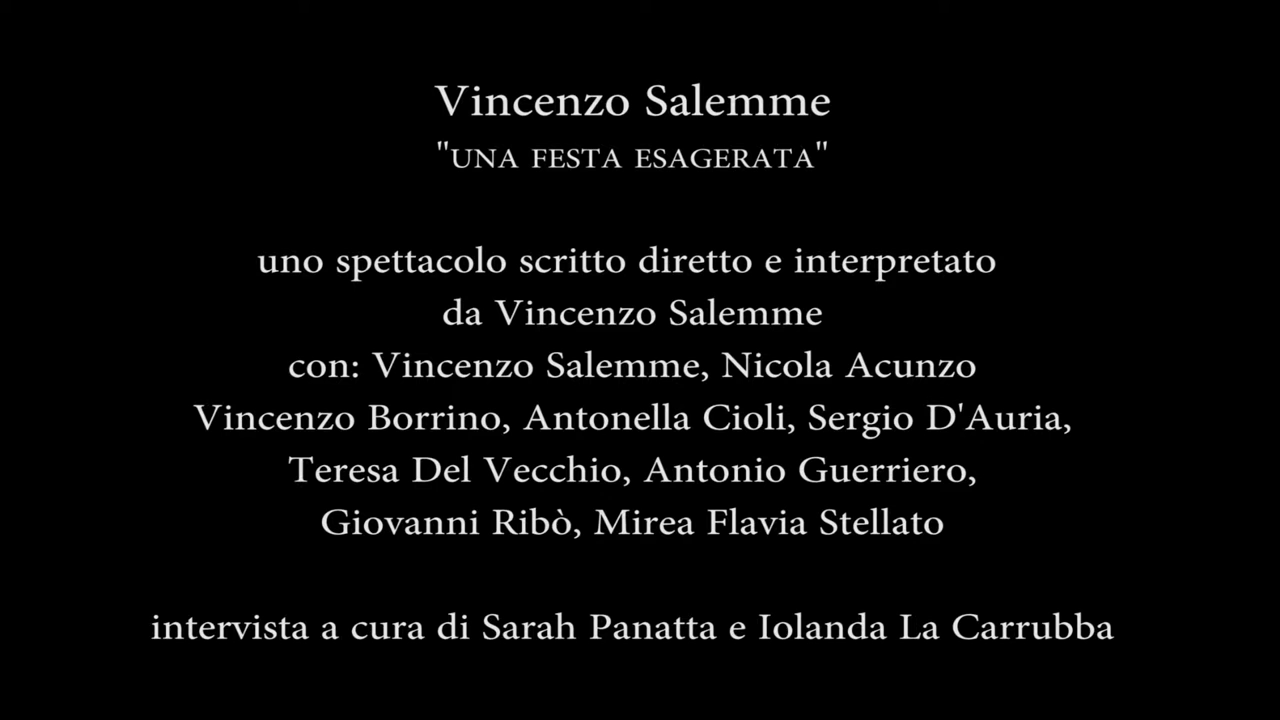 Vincenzo Salemme
"UNA FESTA ESAGERATA"
uno spettacolo scritto diretto e interpretato
da Vincenzo Salemme
con: Vincenzo Salemme, Nicola Acunzo
Vincenzo Borrino, Antonella Cioli, Sergio D'Auria,
Teresa Del Vecchio, Antonio Guerriero,
Giovanni Ribò, Mirea Flavia Stellato
intervista a cura di Sarah Panatta e Iolanda La Carrubba